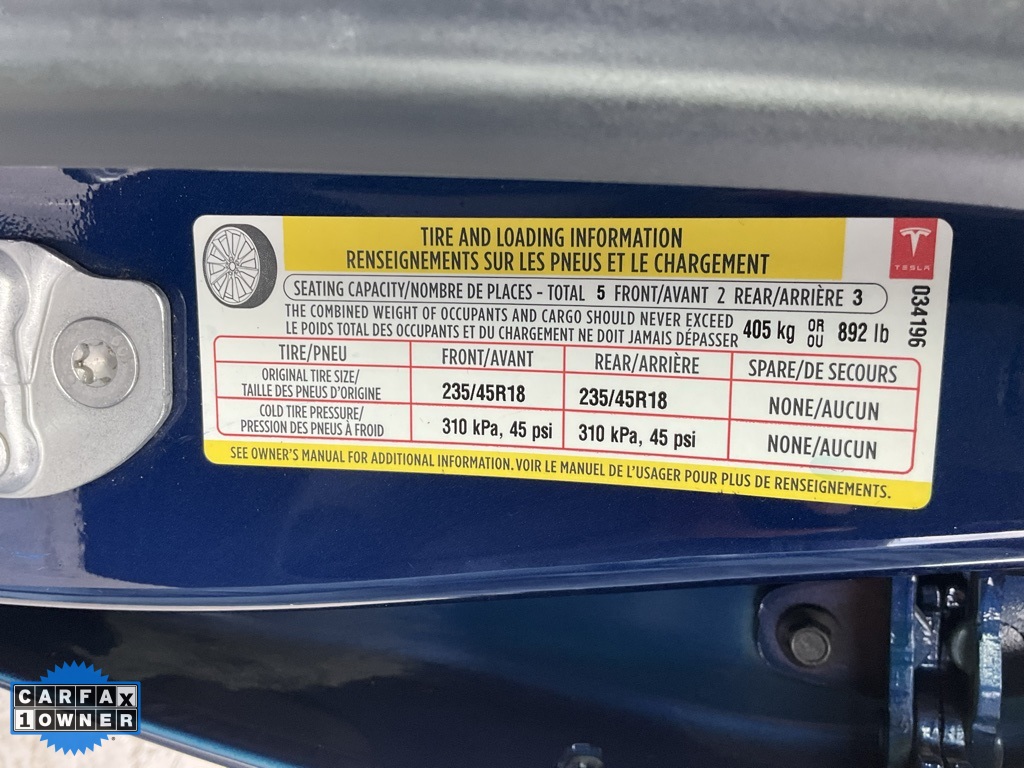 TIRE AND LOADING INFORMATION
RENSEIGNEMENTS SUR LES PNEUS ET LE CHARGEMENT
TESLA
SEATING CAPACITY/NOMBRE DE PLACES - TOTAL 5 FRONT/AVANT 2 REAR/ARRIÈRE 3
THE COMBINED WEIGHT OF OCCUPANTS AND CARGO SHOULD NEVER EXCEED
LE POIDS TOTAL DES OCCUPANTS ET DU CHARGEMENT NE DOIT JAMAIS DÉPASSER
405 kg OR
OU 892 lb
034196
TIRE/PNEU FRONT/AVANT REAR/ARRIÈRE SPARE/DE SECOURS
ORIGINAL TIRE SIZE/
TAILLE DES PNEUS D'ORIGINE 235/45R18 235/45R18 NONE/AUCUN
COLD TIRE PRESSURE/
PRESSION DES PNEUS À FROID 310 kPa, 45 psi 310 kPa, 45 psi NONE/AUCUN
SEE OWNER'S MANUAL FOR ADDITIONAL INFORMATION. VOIR LE MANUEL DE L'USAGER POUR PLUS DE RENSEIGNEMENTS.
CARFAX
1 OWNER